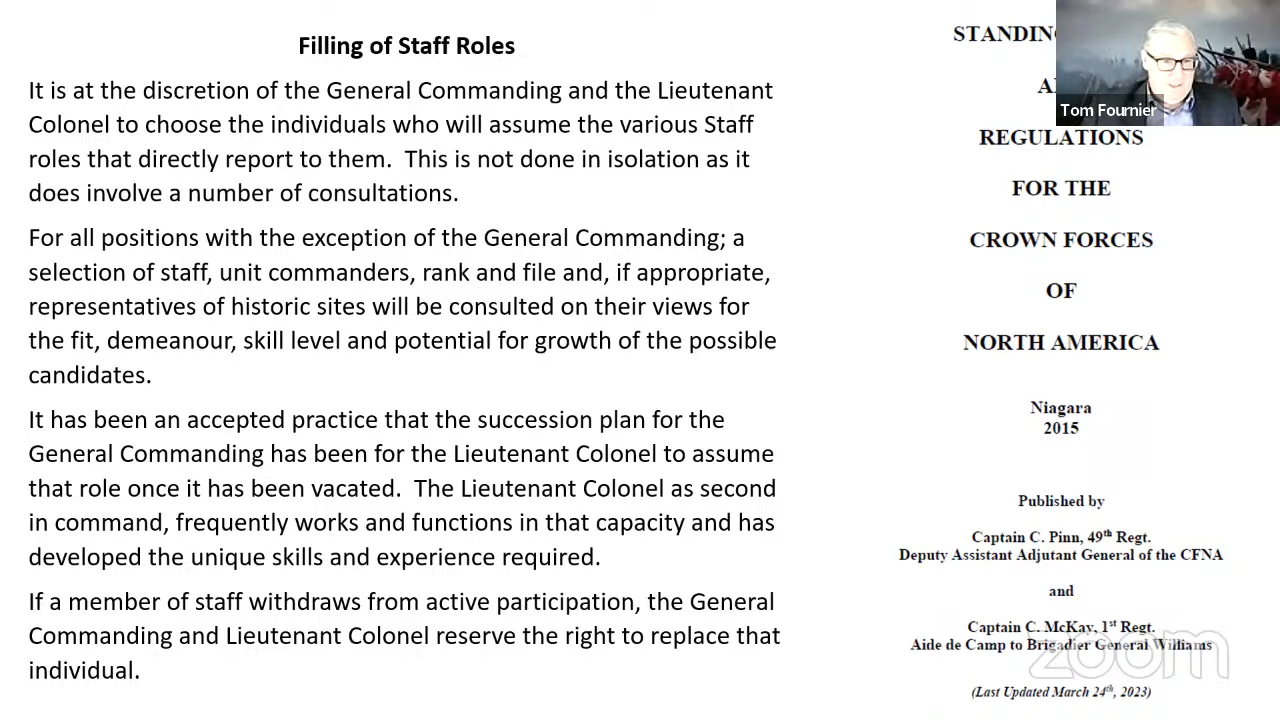 Filling of Staff Roles
It is at the discretion of the General Commanding and the Lieutenant
Colonel to choose the individuals who will assume the various Staff
roles that directly report to them.  This is not done in isolation as it
does involve a number of consultations.
For all positions with the exception of the General Commanding; a
selection of staff, unit commanders, rank and file and, if appropriate,
representatives of historic sites will be consulted on their views for
the fit, demeanour, skill level and potential for growth of the possible
candidates.
It has been an accepted practice that the succession plan for the
General Commanding has been for the Lieutenant Colonel to assume
that role once it has been vacated.  The Lieutenant Colonel as second
in command, frequently works and functions in that capacity and has
developed the unique skills and experience required.
If a member of staff withdraws from active participation, the General
Commanding and Lieutenant Colonel reserve the right to replace that
individual.
Tom Fournier
REGULATIONS
FOR THE
CROWN FORCES
OF
NORTH AMERICA
Niagara
2015
Published by
Captain C. Pinn, 49th Regt.
Deputy Assistant Adjutant General of the CFNA
and
Captain C. McKay, 1st Regt.
Aide de Camp to Brigadier General Williams
zoom
(Last Updated March 24th, 2023)